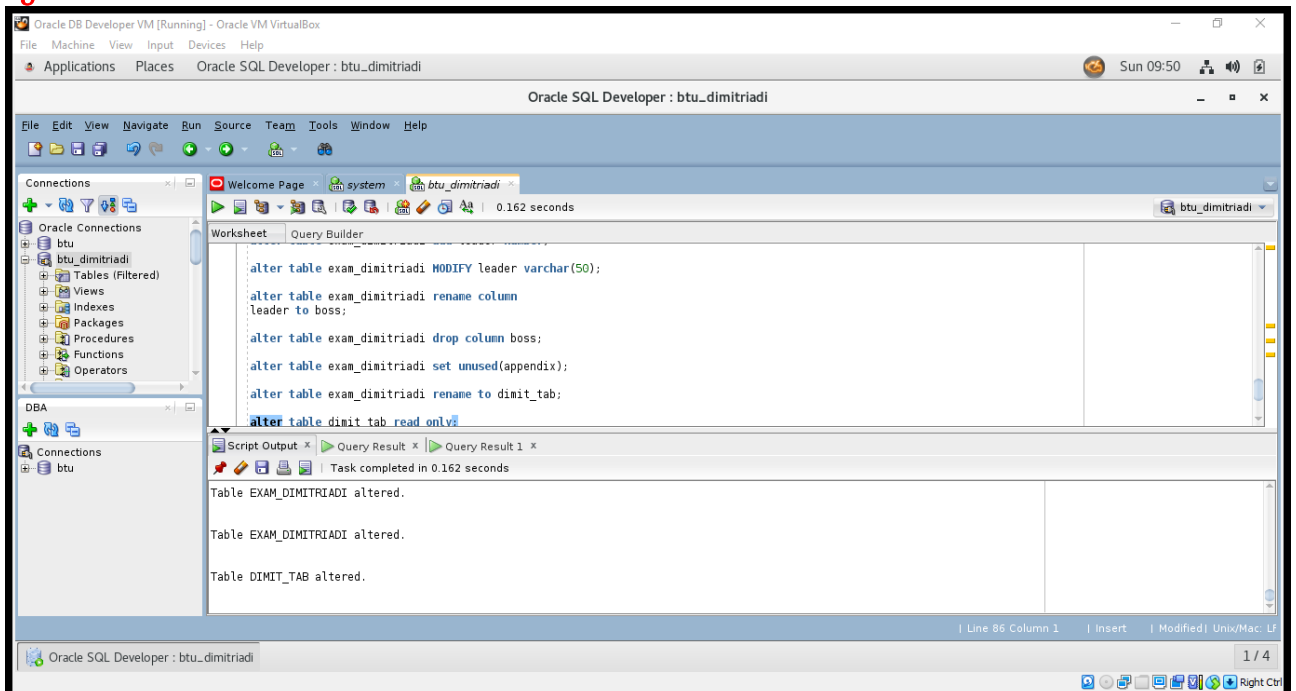 Oracle DB Developer VM [Running] - Oracle VM VirtualBox
File Machine View Input Devices Help
Applications Places Oracle SQL Developer : btu_dimitriadi Sun 09:50
Oracle SQL Developer : btu_dimitriadi
File Edit View Navigate Run Source Team Tools Window Help
Connections
Oracle Connections
btu
btu_dimitriadi
Tables (Filtered)
Views
Indexes
Packages
Procedures
Functions
Operators
DBA
Connections
btu
Welcome Page system btu_dimitriadi
0.162 seconds btu_dimitriadi
Worksheet Query Builder
alter table exam_dimitriadi MODIFY leader varchar(50);
alter table exam_dimitriadi rename column
leader to boss;
alter table exam_dimitriadi drop column boss;
alter table exam_dimitriadi set unused(appendix);
alter table exam_dimitriadi rename to dimit_tab;
alter table dimit_tab read only;
Script Output Query Result Query Result 1
Task completed in 0.162 seconds
Table EXAM_DIMITRIADI altered.
Table EXAM_DIMITRIADI altered.
Table DIMIT_TAB altered.
Line 86 Column 1 | Insert | Modified | Unix/Mac: LF
Oracle SQL Developer : btu_dimitriadi 1 / 4
Right Ctrl